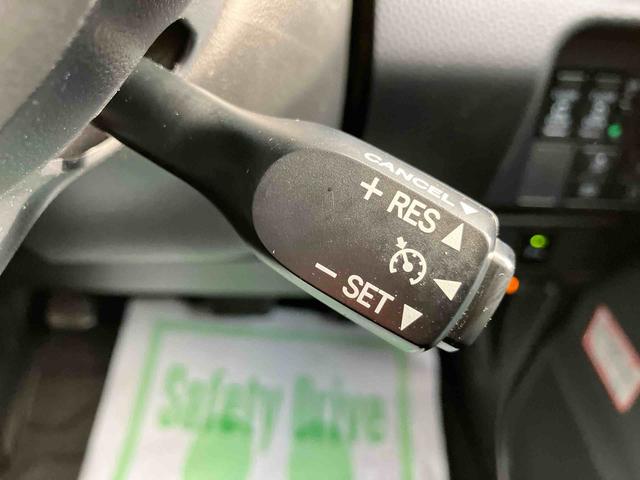 CANCEL
+ RES
- SET
Safety Drive